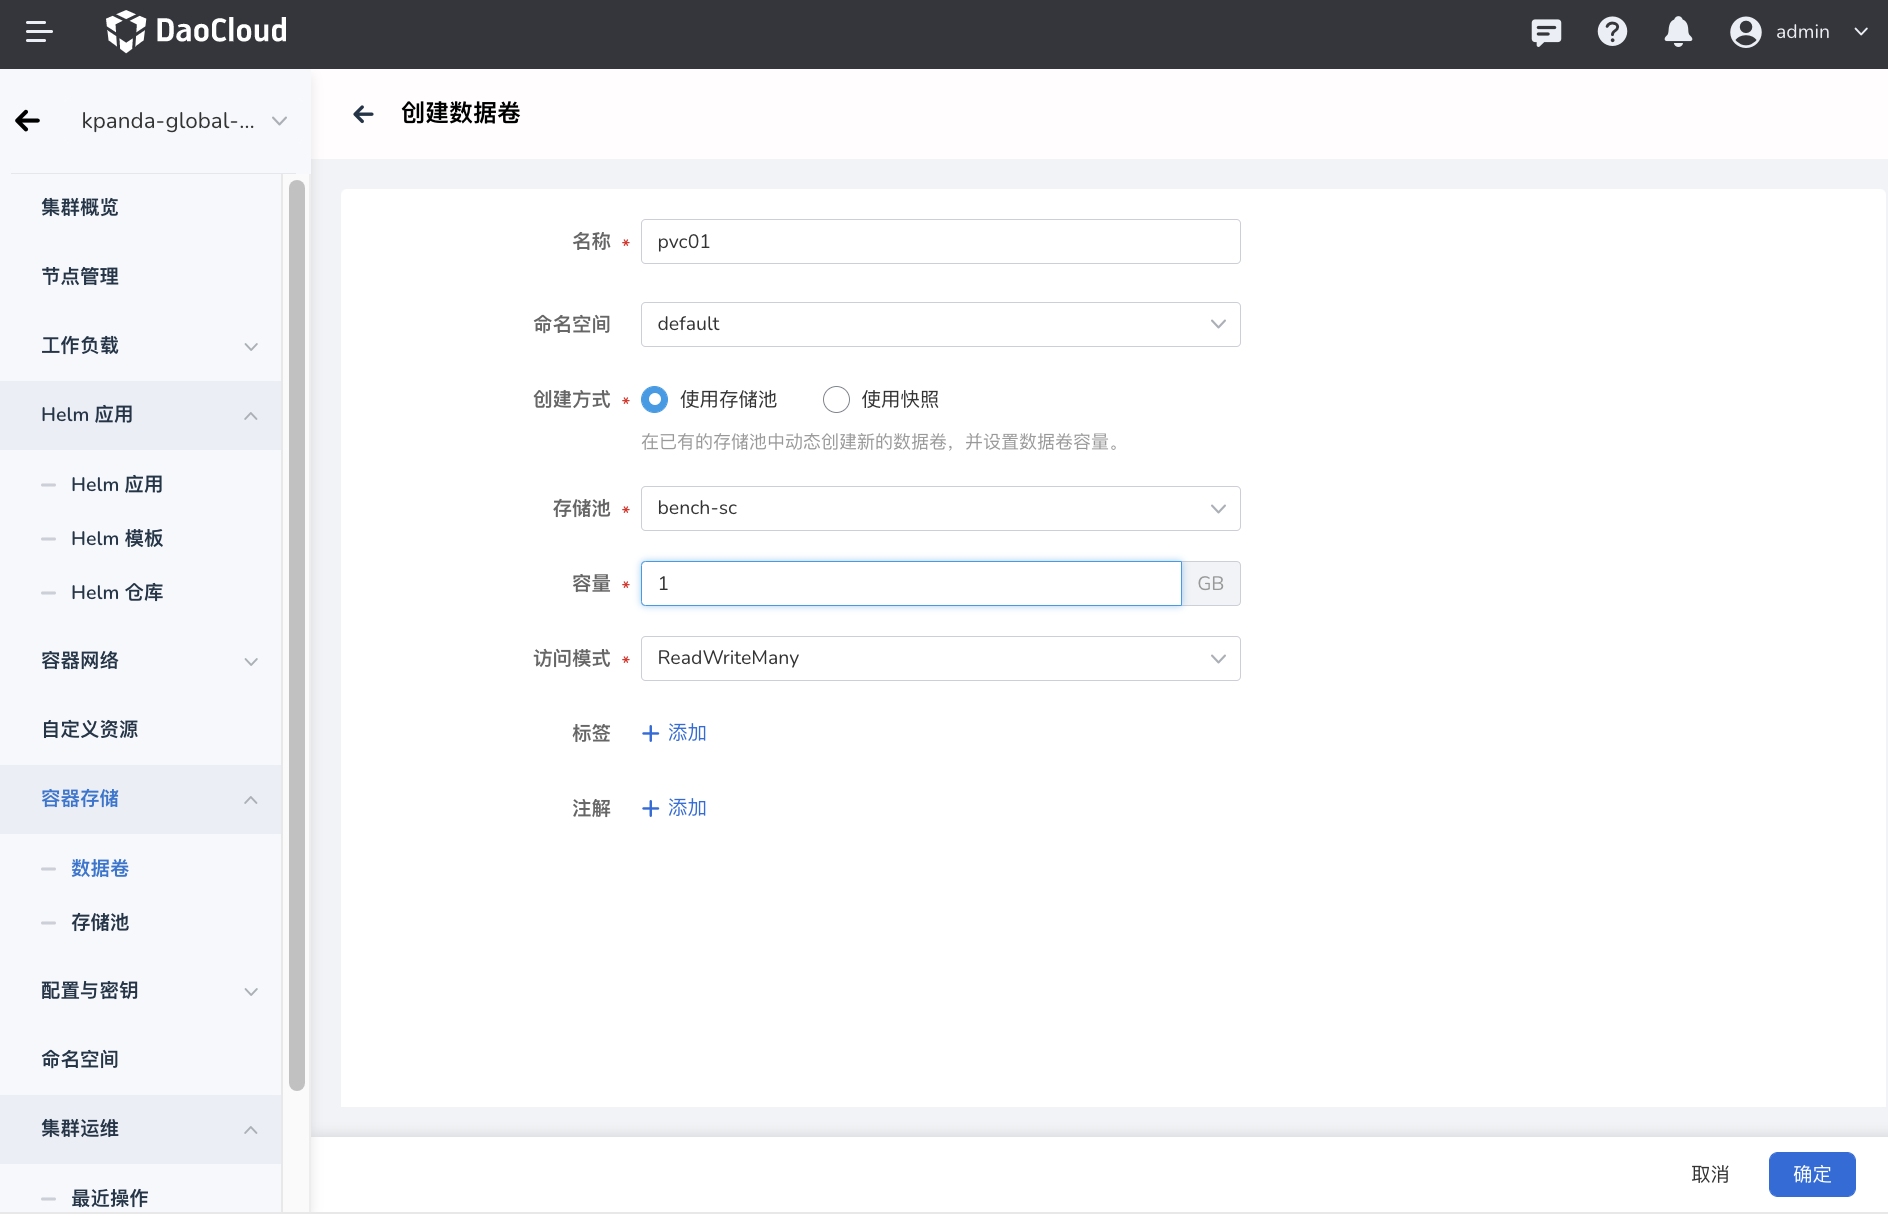 DaoCloud
admin
kpanda-global-...
集群概览
节点管理
工作负载
Helm 应用
Helm 应用
Helm 模板
Helm 仓库
容器网络
自定义资源
容器存储
数据卷
存储池
配置与密钥
命名空间
集群运维
最近操作
创建数据卷
名称 * pvc01
命名空间 default
创建方式 * 使用存储池 使用快照
在已有的存储池中动态创建新的数据卷，并设置数据卷容量。
存储池 * bench-sc
容量 * 1 GB
访问模式 * ReadWriteMany
标签 + 添加
注解 + 添加
取消 确定